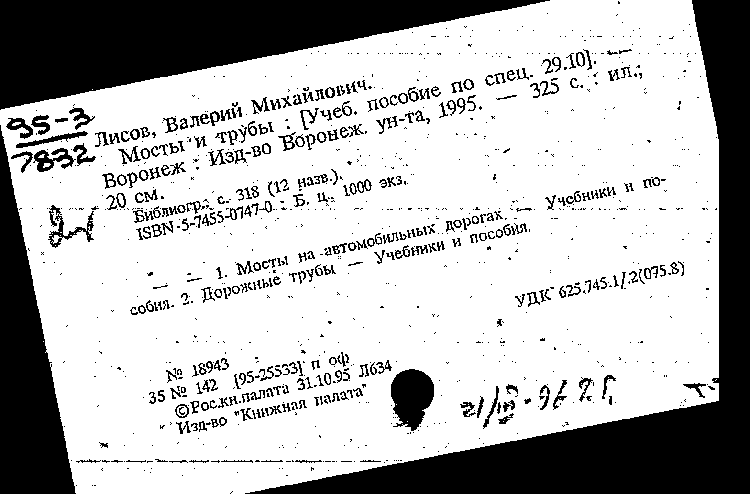 95-3
7832
Лисов, Валерий Михайлович.
Мосты и трубы : [Учеб. пособие по спец. 29.10]. —
Воронеж : Изд-во Воронеж. ун-та, 1995. — 325 с. : ил.;
20 см.
Библиогр.: с. 318 (12 назв.).
ISBN 5-7455-0747-0 : Б. ц., 1000 экз.
— — 1. Мосты на автомобильных дорогах — Учебники и по-
собия. 2. Дорожные трубы — Учебники и пособия.
УДК 625.745.1/.2(075.8)
№ 18943
35 № 142 [95-25533] п оф
©Рос.кн.палата 31.10.95 Л634
Изд-во "Книжная палата"
21/III-96 г.